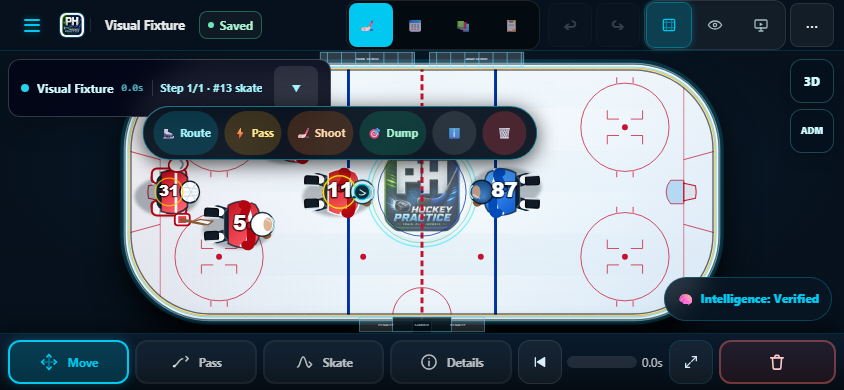 PH
Visual Fixture
Saved
...
Visual Fixture 0.0s Step 1/1 · #13 skate ▼
3D
Route
Pass
Shoot
Dump
ADM
31
5
11
PH
HOCKEY
PRACTICE
87
Intelligence: Verified
Move
Pass
Skate
Details
0.0s